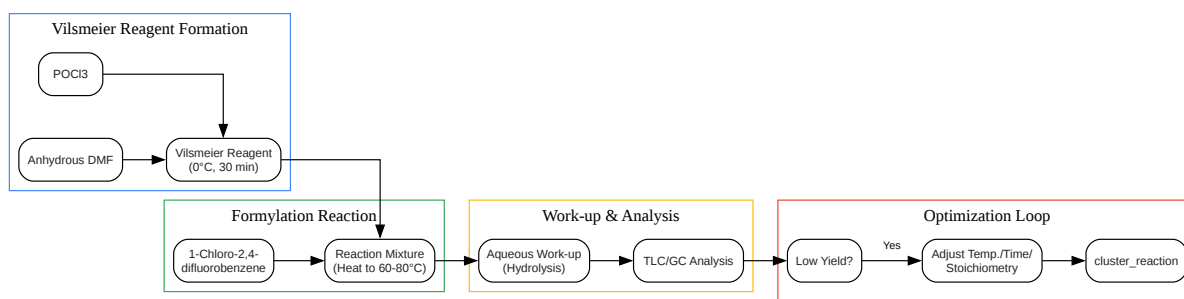 Vilsmeier Reagent Formation
POCl3
Anhydrous DMF
Vilsmeier Reagent
(0°C, 30 min)
Formylation Reaction
1-Chloro-2,4-
difluorobenzene
Reaction Mixture
(Heat to 60-80°C)
Work-up & Analysis
Aqueous Work-up
(Hydrolysis)
TLC/GC Analysis
Optimization Loop
Low Yield?
Yes
Adjust Temp./Time/
Stoichiometry
cluster_reaction